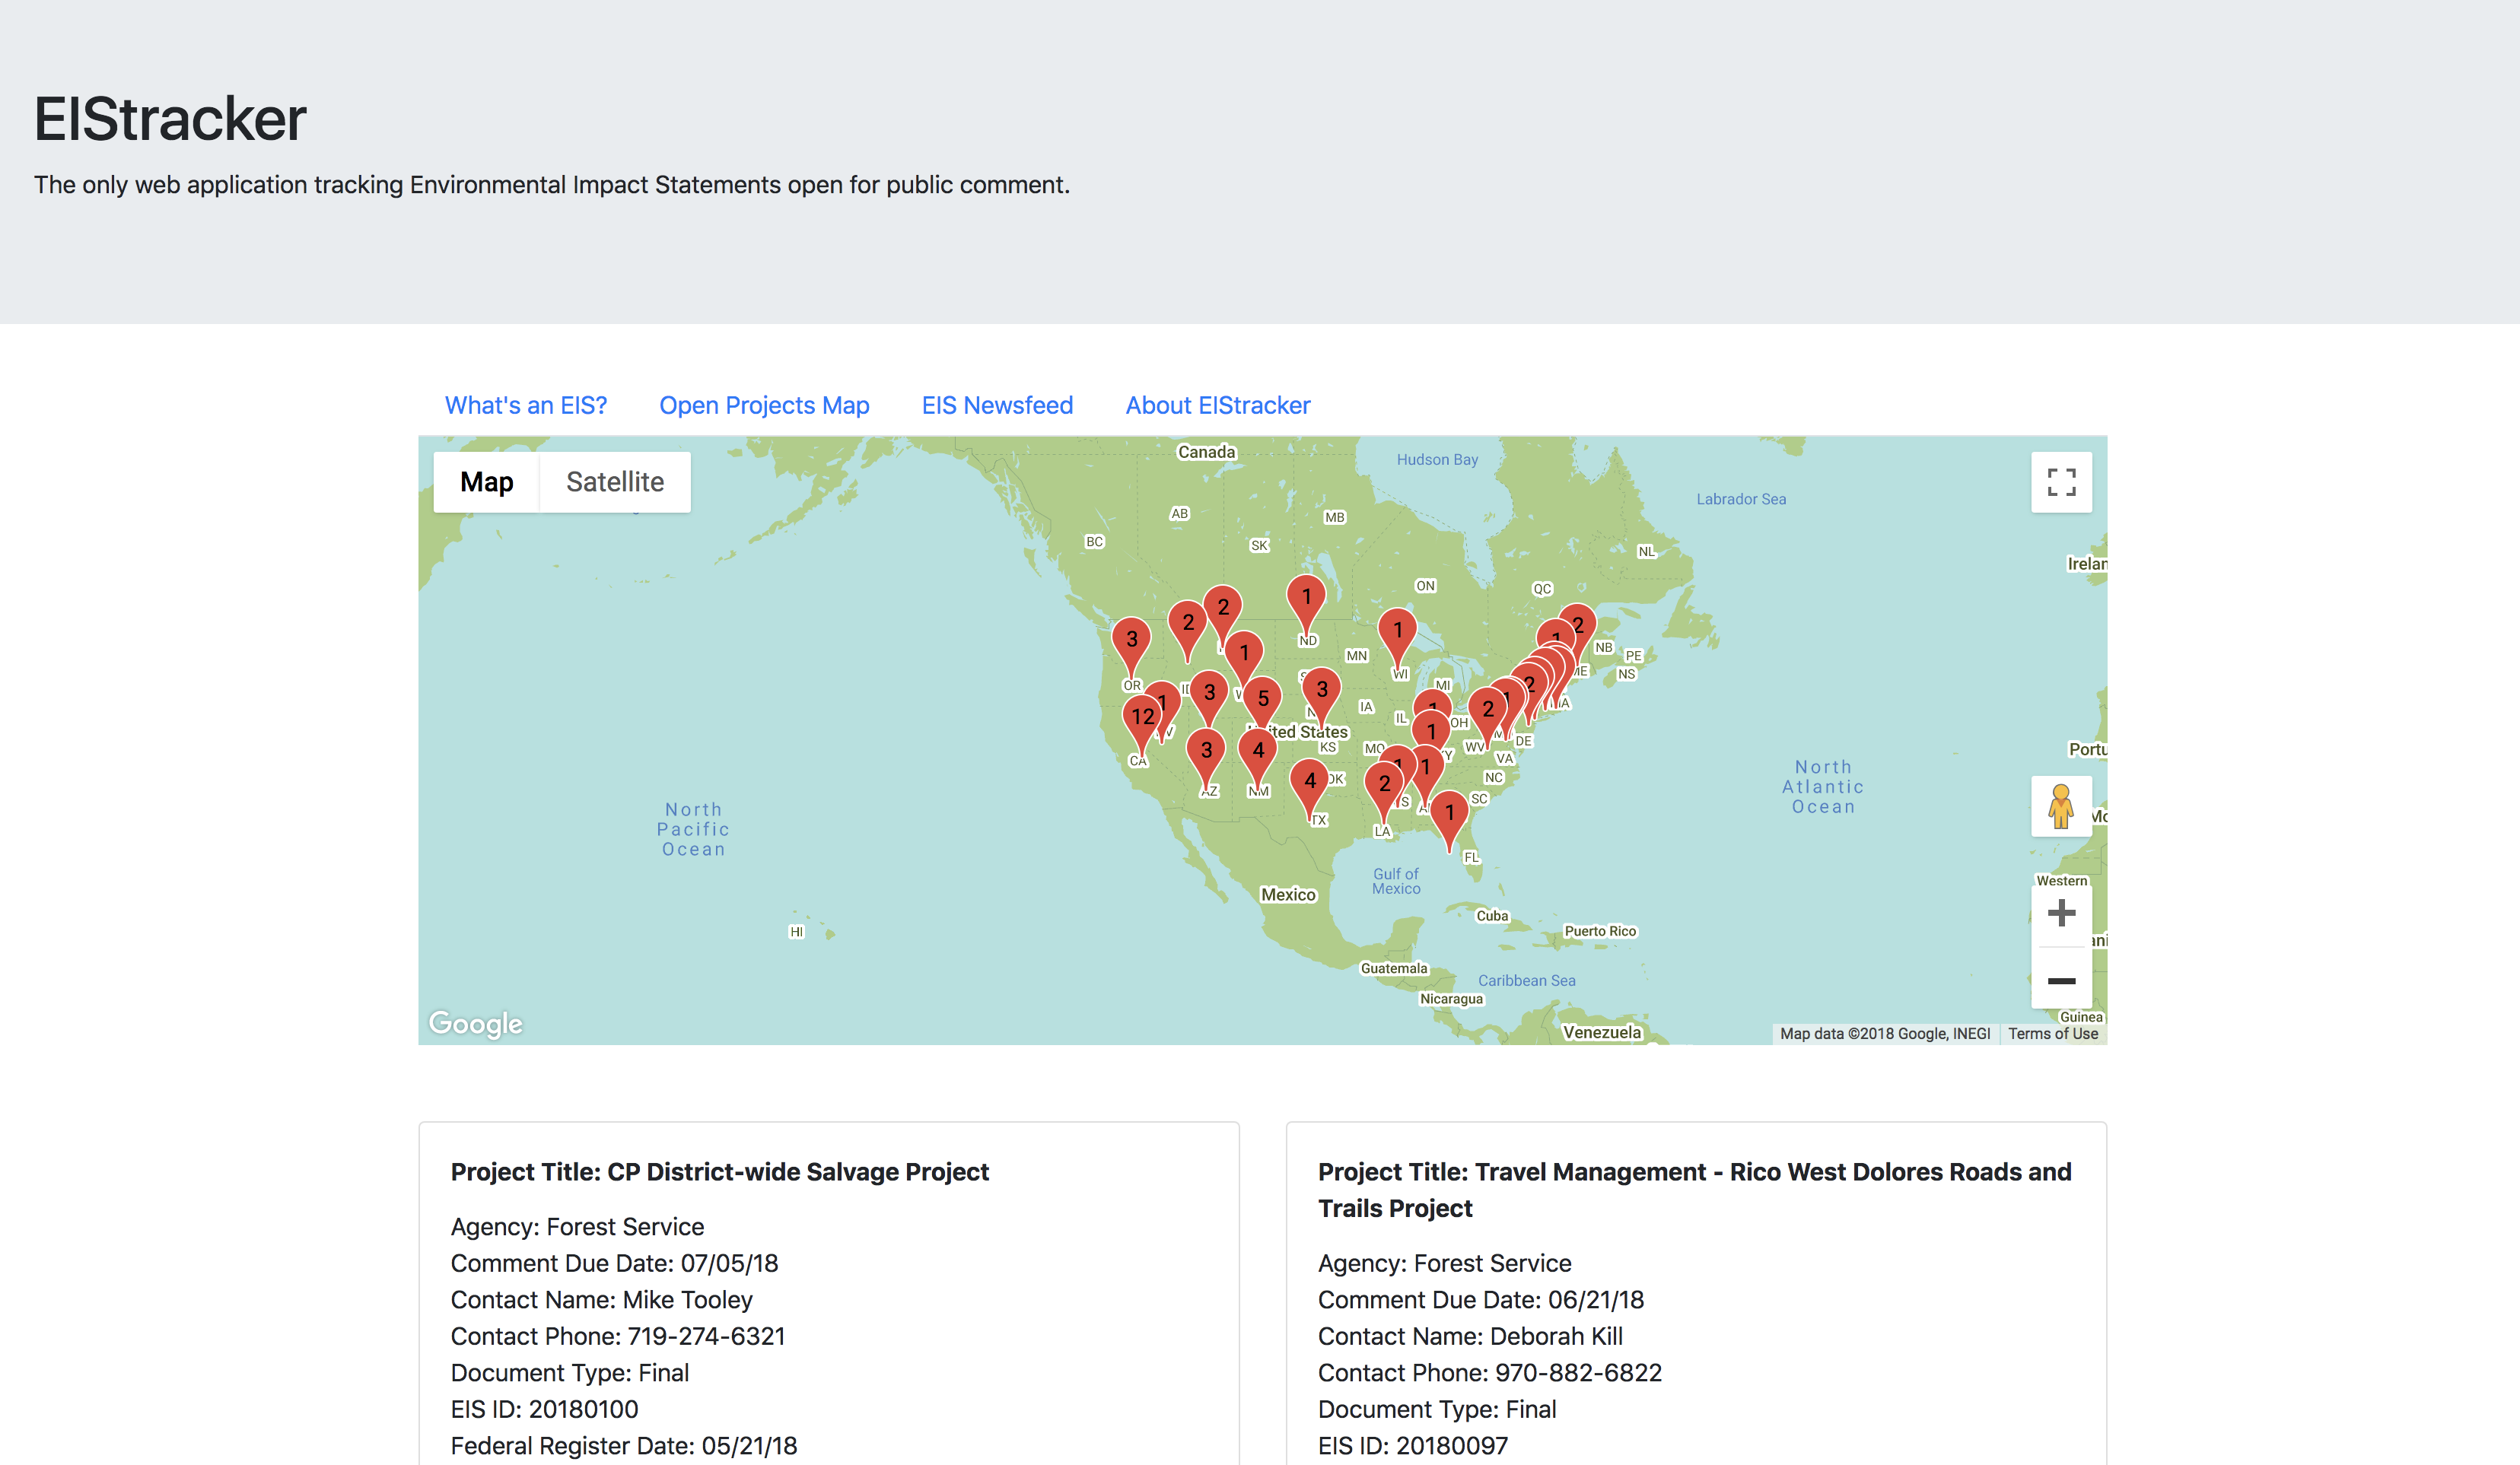 EIStracker
The only web application tracking Environmental Impact Statements open for public comment.
What's an EIS?
Open Projects Map
EIS Newsfeed
About EIStracker
Map
Satellite
Canada
Hudson Bay
Labrador Sea
AB
MB
BC
SK
NL
ON
QC
2
1
2
2
1
3
1
1
ND
NB
PE
MN
WI
NS
OR
3
5
3
MI
2
1
12
IA
IL
OH
2
1
United States
KS
MO
WV
DE
VA
1
CA
3
4
1
1
NC
4
2
AZ
NM
OK
SC
1
TX
LA
FL
North
Pacific
Ocean
North
Atlantic
Ocean
Gulf of
Mexico
Mexico
Cuba
HI
Puerto Rico
Guatemala
Caribbean Sea
Nicaragua
Venezuela
Western
Guinea
Google
Map data ©2018 Google, INEGI
Terms of Use
Project Title: CP District-wide Salvage Project
Agency: Forest Service
Comment Due Date: 07/05/18
Contact Name: Mike Tooley
Contact Phone: 719-274-6321
Document Type: Final
EIS ID: 20180100
Federal Register Date: 05/21/18
Project Title: Travel Management - Rico West Dolores Roads and
Trails Project
Agency: Forest Service
Comment Due Date: 06/21/18
Contact Name: Deborah Kill
Contact Phone: 970-882-6822
Document Type: Final
EIS ID: 20180097